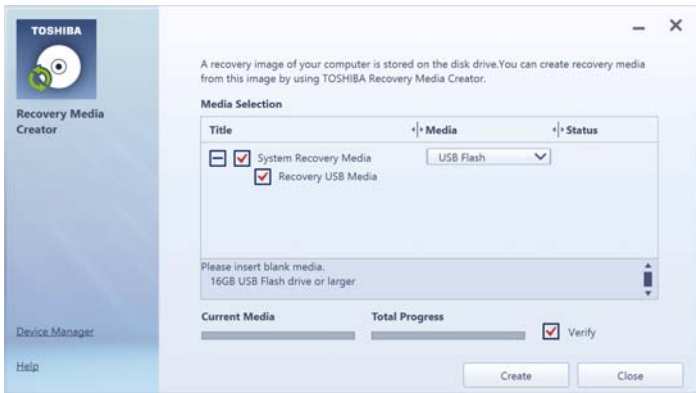 TOSHIBA
Recovery Media
Creator
A recovery image of your computer is stored on the disk drive.You can create recovery media
from this image by using TOSHIBA Recovery Media Creator.
Media Selection
Title Media Status
System Recovery Media USB Flash
Recovery USB Media
Please insert blank media.
16GB USB Flash drive or larger
Current Media Total Progress
Verify
Device Manager
Help
Create Close